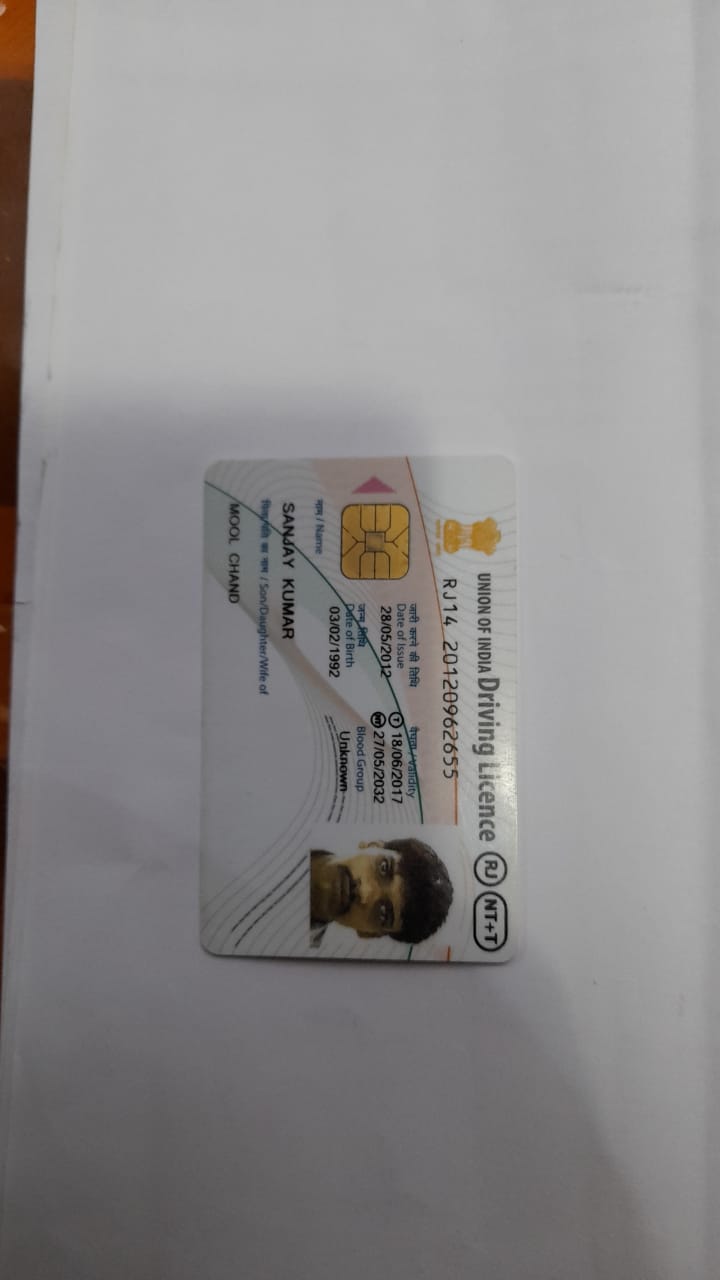 UNION OF INDIA Driving Licence RJ NT+T
RJ14 20120962655
जारी करने की तिथि
Date of Issue
28/05/2012
वैधता / Validity
T 18/06/2017
NT 27/05/2032
जन्म तिथि
Date of Birth
03/02/1992
Blood Group
Unknown
नाम / Name
SANJAY KUMAR
पिता/पति का नाम / Son/Daughter/Wife of
MOOL CHAND